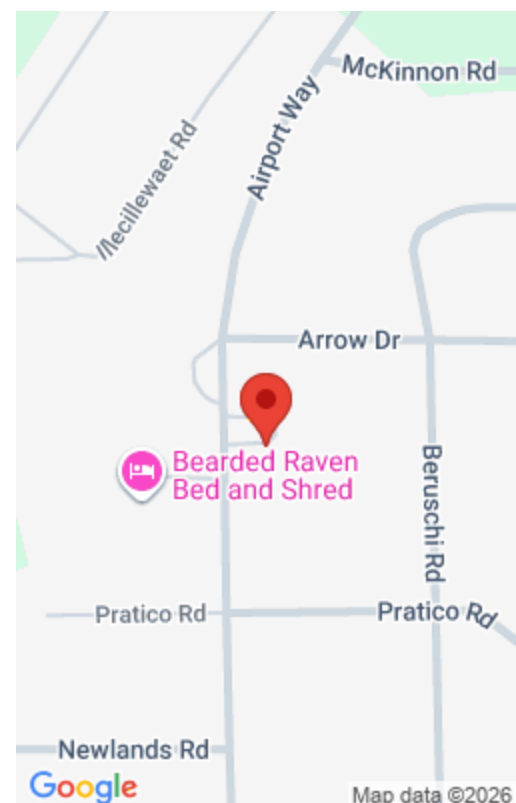 McKinnon Rd
Airport Way
Illecillewaet Rd
Arrow Dr
Bearded Raven
Bed and Shred
Beruschi Rd
Pratico Rd
Pratico Rd
Newlands Rd
Google
Map data ©2026